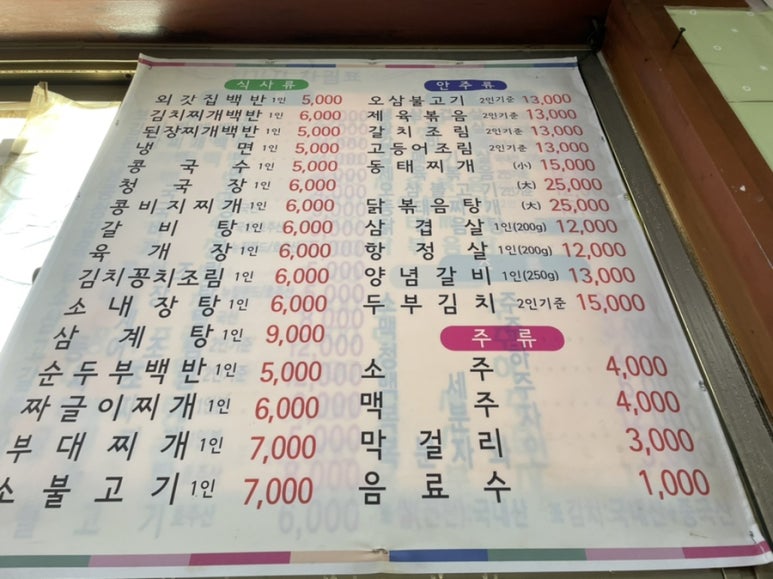 식사류
외갓집백반 1인 5,000
김치찌개백반 1인 6,000
된장찌개백반 1인 5,000
냉면 1인 5,000
콩국수 1인 5,000
청국장 1인 6,000
콩비지찌개 1인 6,000
갈비탕 1인 6,000
육개장 1인 6,000
김치꽁치조림 1인 6,000
소내장탕 1인 6,000
삼계탕 1인 9,000
순두부백반 1인 5,000
짜글이찌개 1인 6,000
부대찌개 1인 7,000
소불고기 1인 7,000
안주류
오삼불고기 2인기준 13,000
제육볶음 2인기준 13,000
갈치조림 2인기준 13,000
고등어조림 2인기준 13,000
동태찌개 (小) 15,000
(大) 25,000
닭볶음탕 (大) 25,000
삼겹살 1인(200g) 12,000
항정살 1인(200g) 12,000
양념갈비 1인(250g) 13,000
두부김치 2인기준 15,000
주류
소주 4,000
맥주 4,000
막걸리 3,000
음료수 1,000